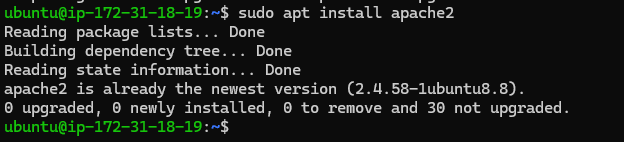 ubuntu@ip-172-31-18-19:~$ sudo apt install apache2
Reading package lists... Done
Building dependency tree... Done
Reading state information... Done
apache2 is already the newest version (2.4.58-1ubuntu8.8).
0 upgraded, 0 newly installed, 0 to remove and 30 not upgraded.
ubuntu@ip-172-31-18-19:~$